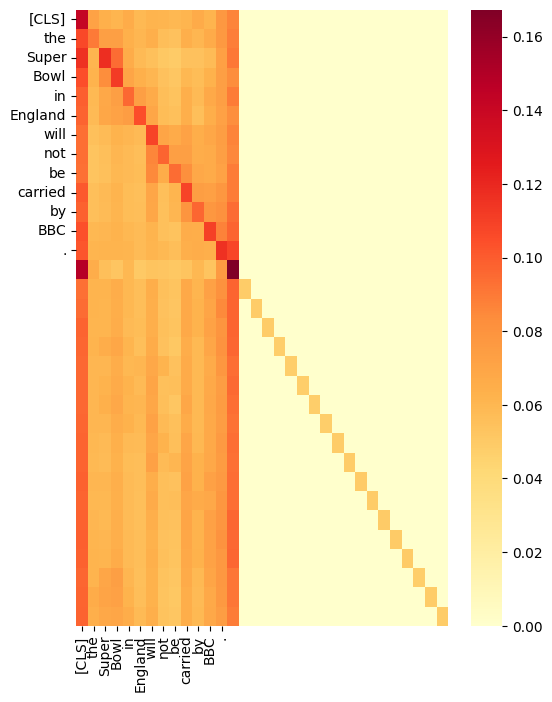 [CLS]
the
Super
Bowl
in
England
will
not
be
carried
by
BBC
.
[CLS]
the
Super
Bowl
in
England
will
not
be
carried
by
BBC
.
0.16
0.14
0.12
0.10
0.08
0.06
0.04
0.02
0.00